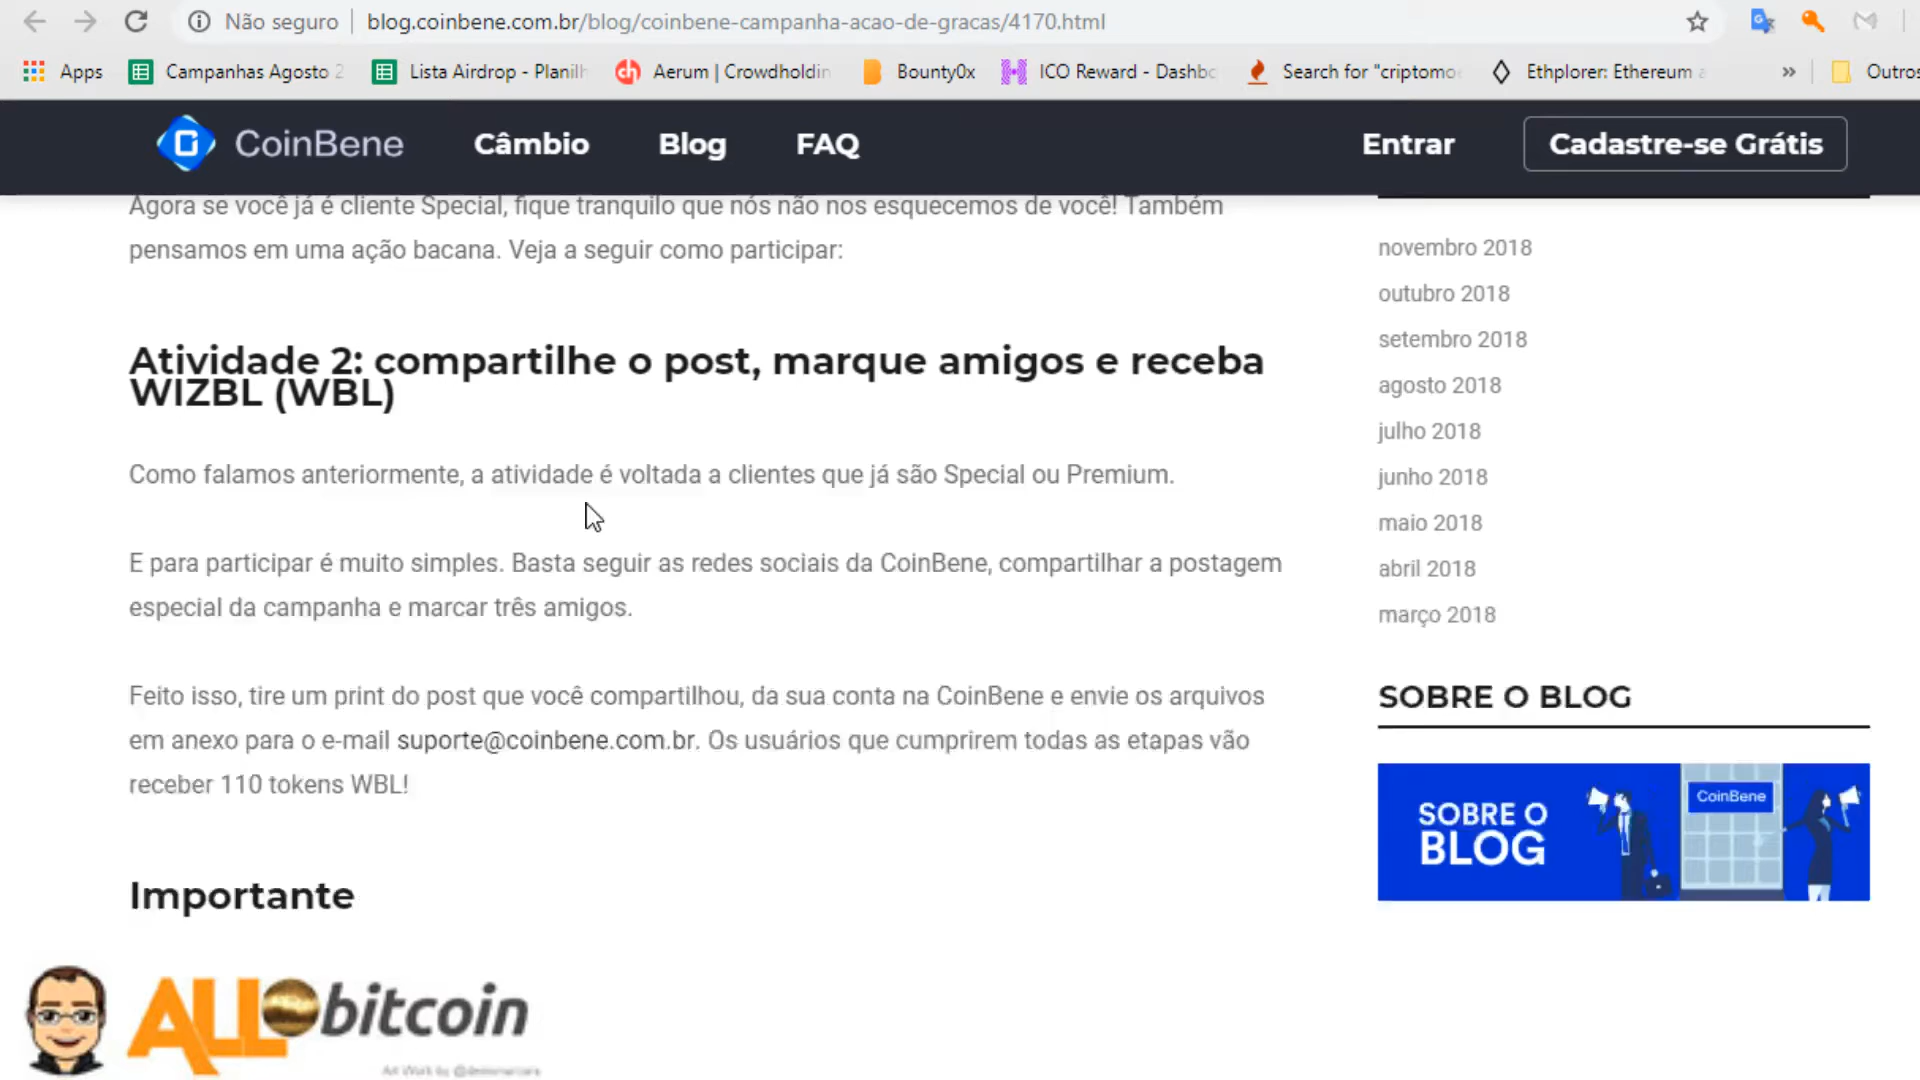 Não seguro
blog.coinbene.com.br/blog/coinbene-campanha-acao-de-gracas/4170.html
Apps
Campanhas Agosto 2
Lista Airdrop - Planilh
Aerum | Crowdholdin
Bounty0x
ICO Reward - Dashbo
Search for "criptomoe
Ethplorer: Ethereum a
»
Outros
CoinBene
Câmbio
Blog
FAQ
Entrar
Cadastre-se Grátis
Agora se você já é cliente Special, fique tranquilo que nós não nos esquecemos de você! Também
pensamos em uma ação bacana. Veja a seguir como participar:
Atividade 2: compartilhe o post, marque amigos e receba
WIZBL (WBL)
Como falamos anteriormente, a atividade é voltada a clientes que já são Special ou Premium.
E para participar é muito simples. Basta seguir as redes sociais da CoinBene, compartilhar a postagem
especial da campanha e marcar três amigos.
Feito isso, tire um print do post que você compartilhou, da sua conta na CoinBene e envie os arquivos
em anexo para o e-mail suporte@coinbene.com.br. Os usuários que cumprirem todas as etapas vão
receber 110 tokens WBL!
Importante
novembro 2018
outubro 2018
setembro 2018
agosto 2018
julho 2018
junho 2018
maio 2018
abril 2018
março 2018
SOBRE O BLOG
SOBRE O
BLOG
CoinBene
ALLObitcoin
Art Work by